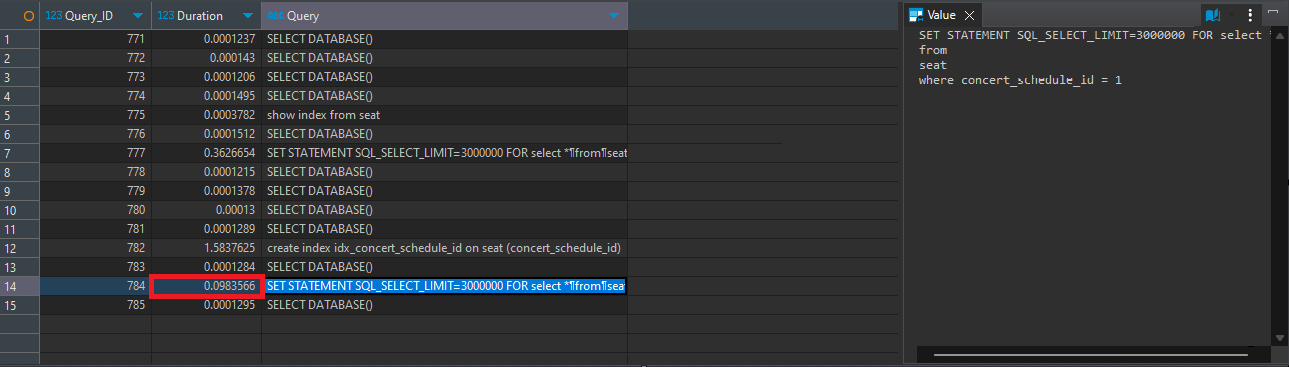 123 Query_ID 123 Duration ABC Query
1 771 0.0001237 SELECT DATABASE()
2 772 0.000143 SELECT DATABASE()
3 773 0.0001206 SELECT DATABASE()
4 774 0.0001495 SELECT DATABASE()
5 775 0.0003782 show index from seat
6 776 0.0001512 SELECT DATABASE()
7 777 0.3626654 SET STATEMENT SQL_SELECT_LIMIT=3000000 FOR select *¶from¶seat
8 778 0.0001215 SELECT DATABASE()
9 779 0.0001378 SELECT DATABASE()
10 780 0.00013 SELECT DATABASE()
11 781 0.0001289 SELECT DATABASE()
12 782 1.5837625 create index idx_concert_schedule_id on seat (concert_schedule_id)
13 783 0.0001284 SELECT DATABASE()
14 784 0.0983566 SET STATEMENT SQL_SELECT_LIMIT=3000000 FOR select *¶from¶sea
15 785 0.0001295 SELECT DATABASE()
Value
SET STATEMENT SQL_SELECT_LIMIT=3000000 FOR select *
from
seat
where concert_schedule_id = 1